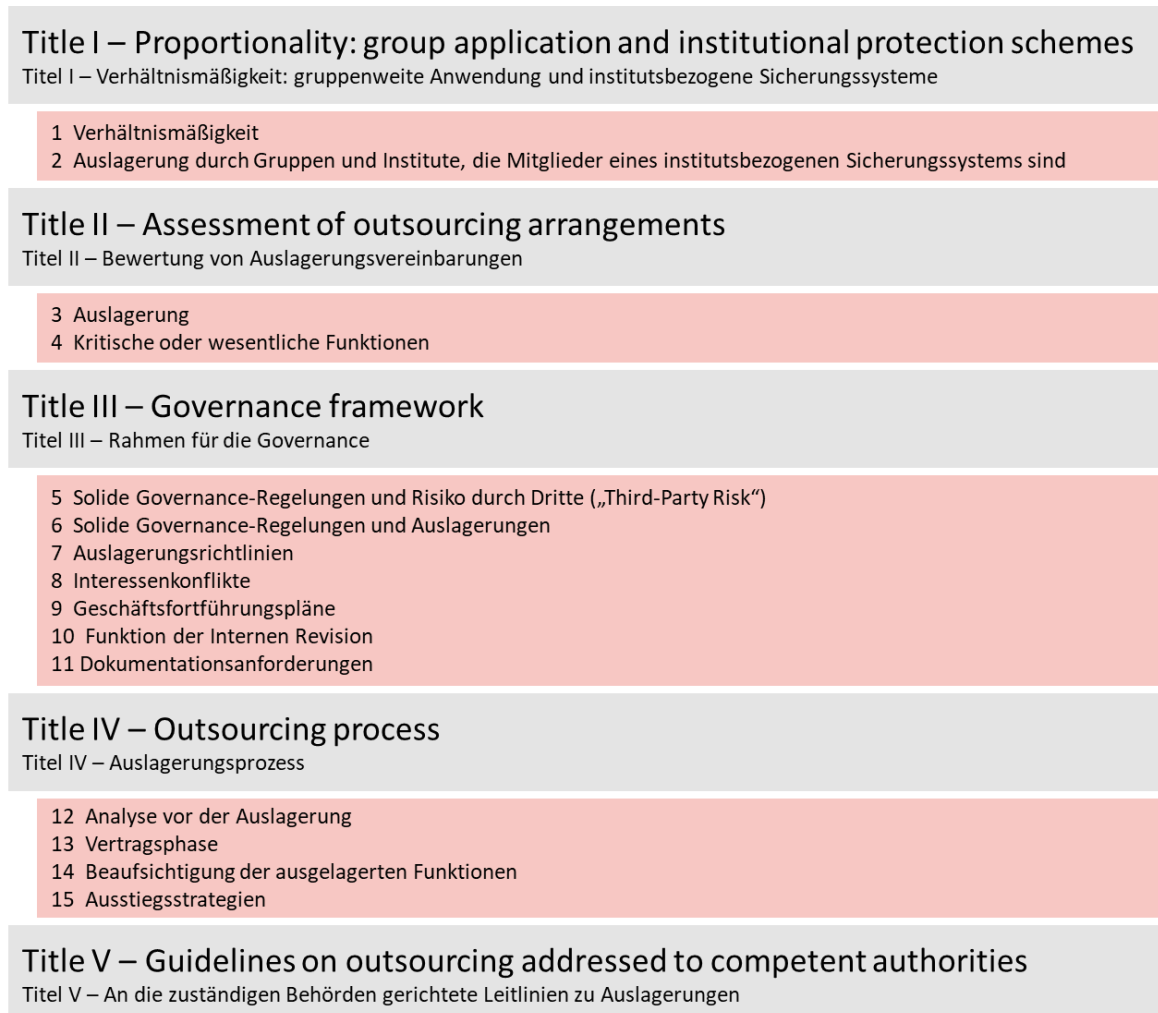 Title I – Proportionality: group application and institutional protection schemes
Titel I – Verhältnismäßigkeit: gruppenweite Anwendung und institutsbezogene Sicherungssysteme
1 Verhältnismäßigkeit
2 Auslagerung durch Gruppen und Institute, die Mitglieder eines institutsbezogenen Sicherungssystems sind
Title II – Assessment of outsourcing arrangements
Titel II – Bewertung von Auslagerungsvereinbarungen
3 Auslagerung
4 Kritische oder wesentliche Funktionen
Title III – Governance framework
Titel III – Rahmen für die Governance
5 Solide Governance-Regelungen und Risiko durch Dritte („Third-Party Risk“)
6 Solide Governance-Regelungen und Auslagerungen
7 Auslagerungsrichtlinien
8 Interessenkonflikte
9 Geschäftsfortführungspläne
10 Funktion der Internen Revision
11 Dokumentationsanforderungen
Title IV – Outsourcing process
Titel IV – Auslagerungsprozess
12 Analyse vor der Auslagerung
13 Vertragsphase
14 Beaufsichtigung der ausgelagerten Funktionen
15 Ausstiegsstrategien
Title V – Guidelines on outsourcing addressed to competent authorities
Titel V – An die zuständigen Behörden gerichtete Leitlinien zu Auslagerungen